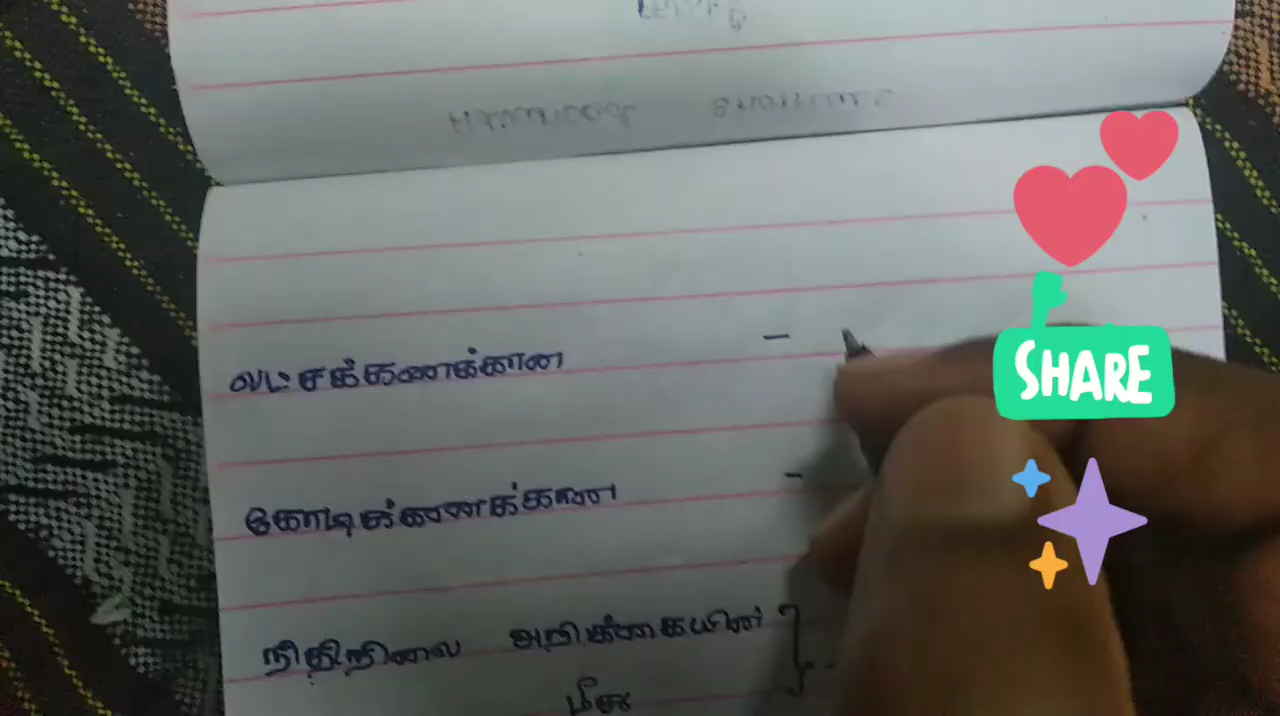 SHARE
லட்சக்கணக்கான -
கோடிக்கணக்கான -
நிதிநிலை அறிக்கையின் } -
மீது